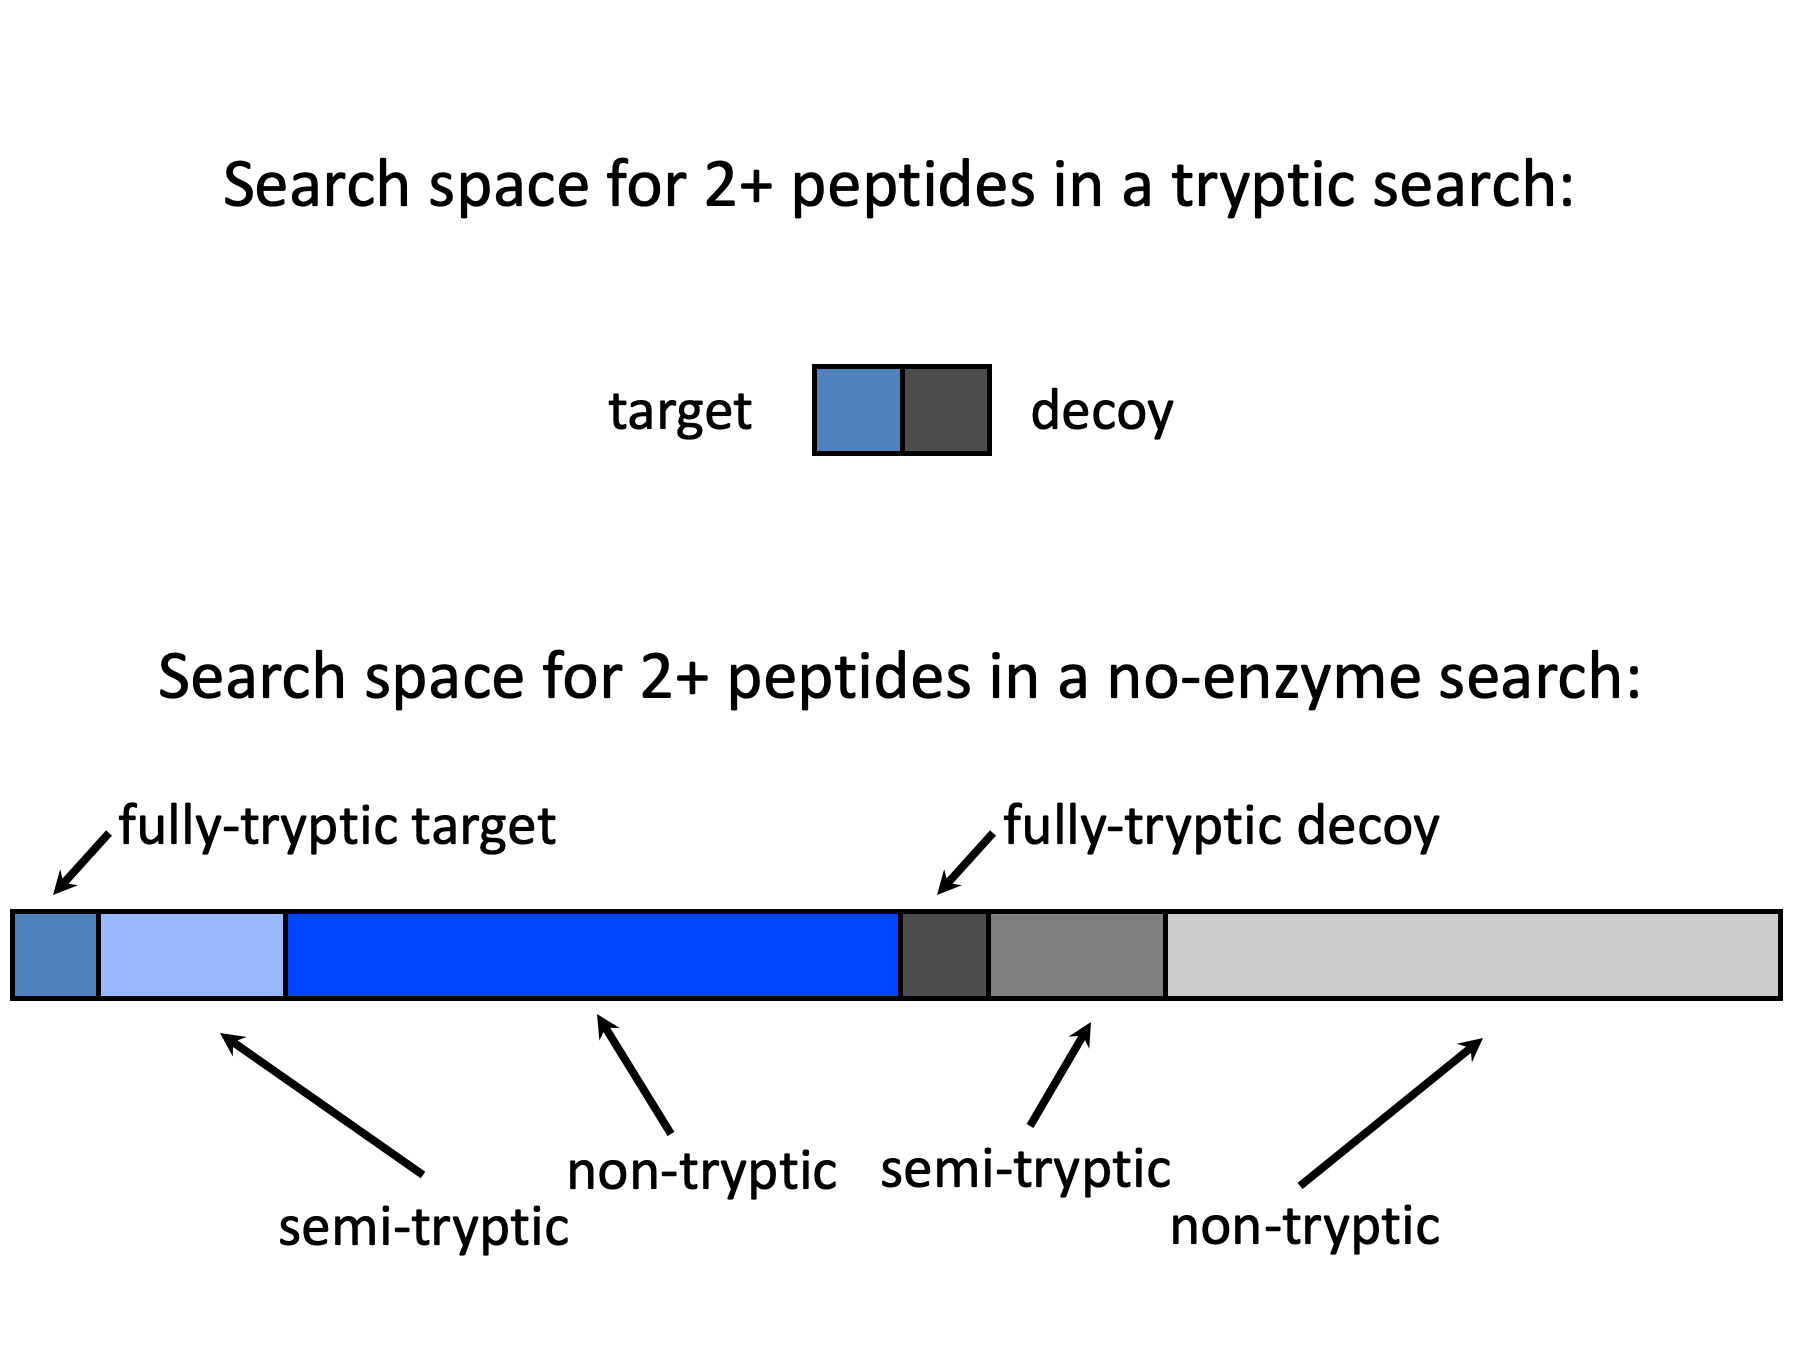 Search space for 2+ peptides in a tryptic search:
target
decoy
Search space for 2+ peptides in a no-enzyme search:
fully-tryptic target
fully-tryptic decoy
semi-tryptic
non-tryptic
semi-tryptic
non-tryptic